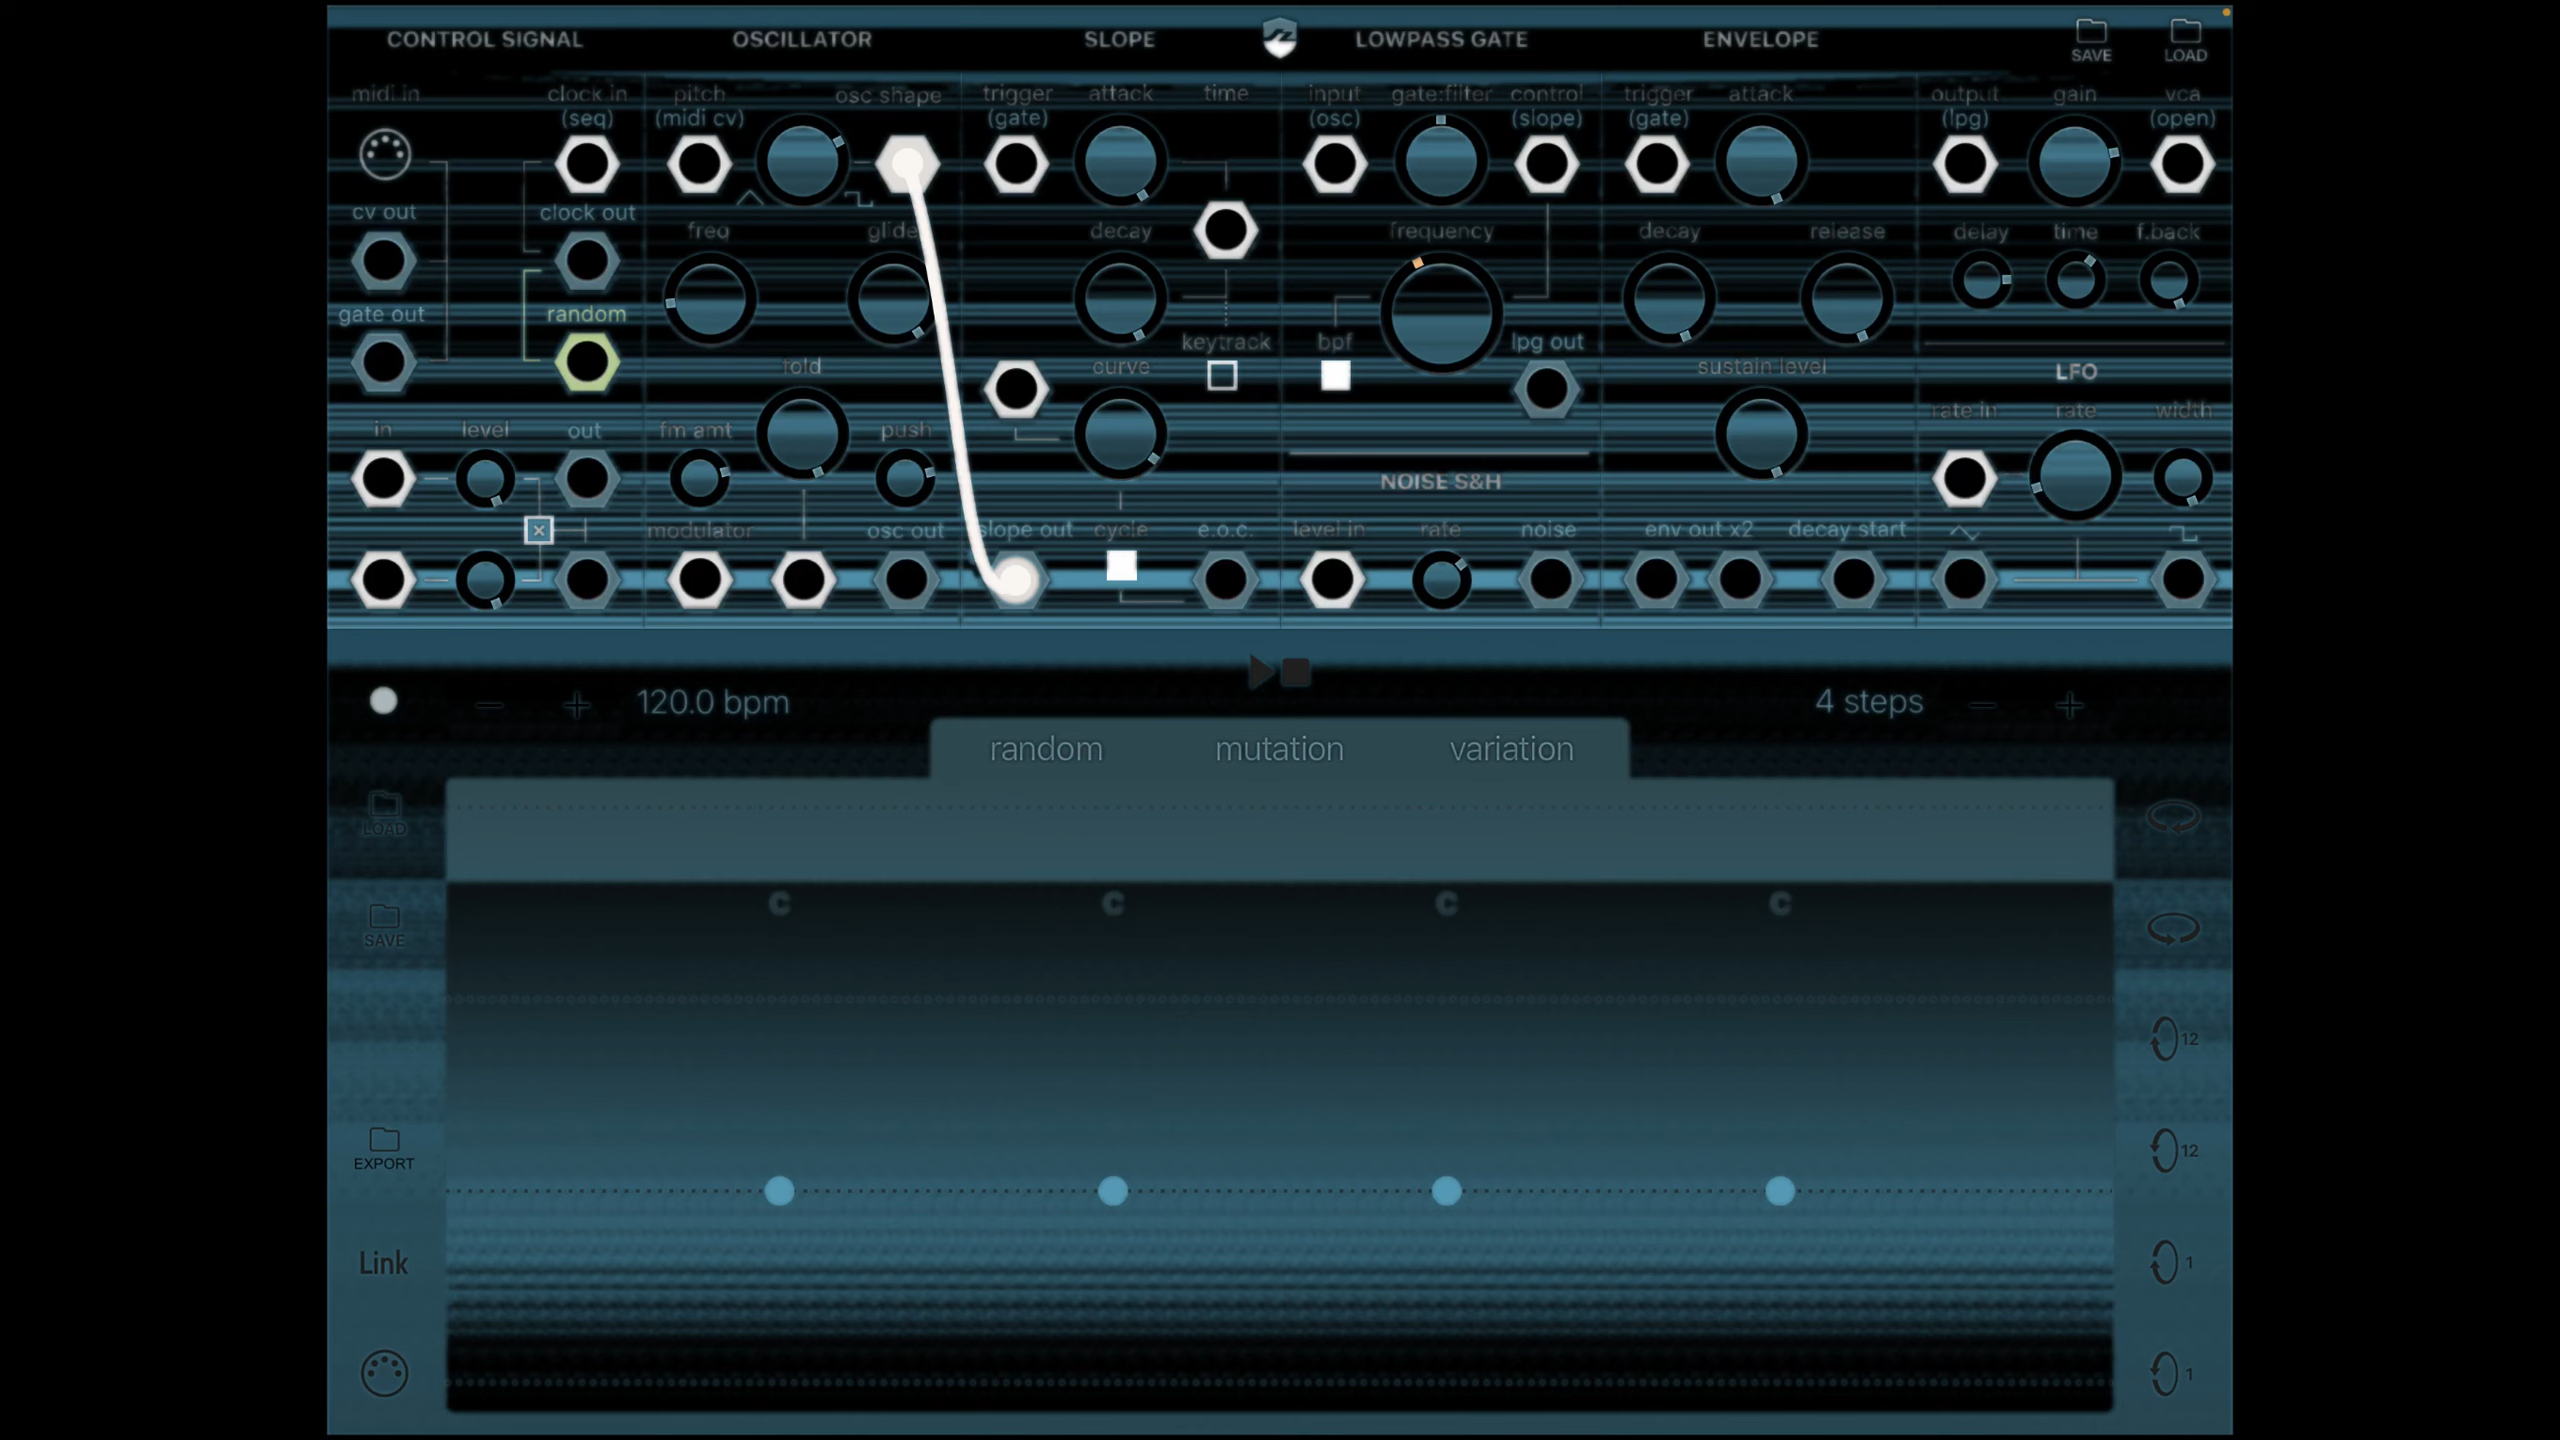 CONTROL SIGNAL OSCILLATOR SLOPE LOWPASS GATE ENVELOPE SAVE LOAD
midi in clock in pitch osc shape trigger attack time input gate:filter control trigger attack output gain vca
(seq) (midi cv) (gate) (osc) (slope) (gate) (lpg) (open)
cv out clock out freq glide decay frequency decay release delay time f.back
gate out random keytrack bpf lpg out
fold curve sustain level LFO
in level out fm amt push rate in rate width
NOISE S&H
modulator osc out slope out cycle e.o.c. level in rate noise env out x2 decay start
120.0 bpm 4 steps
random mutation variation
LOAD
C C C C
SAVE
12
EXPORT 12
Link 1
1